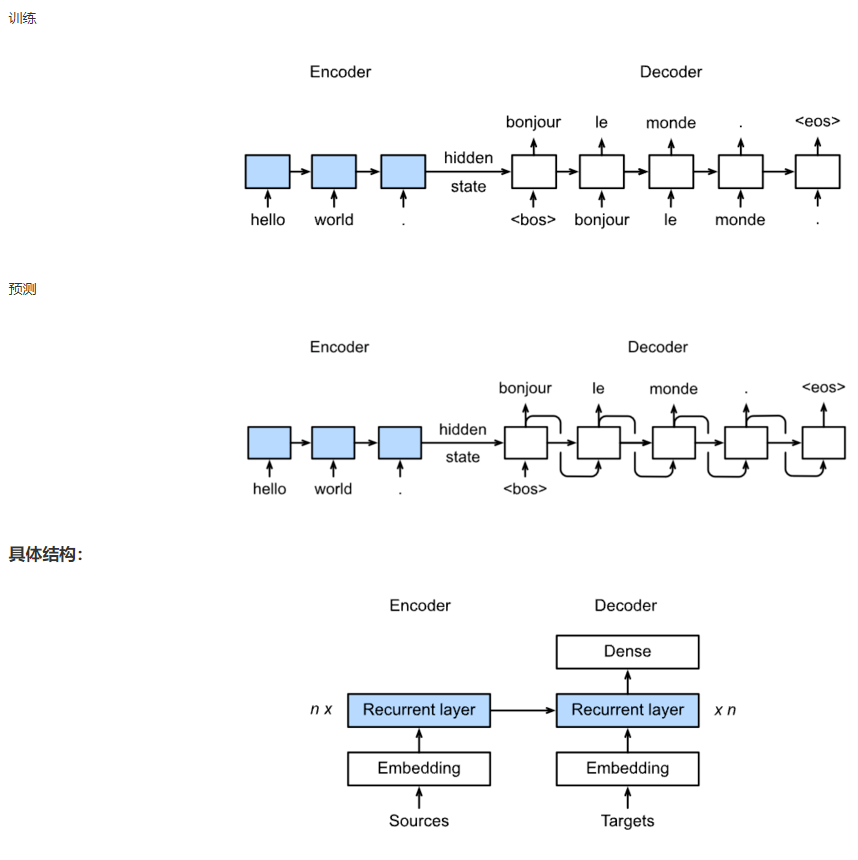 训练
Encoder Decoder
bonjour le monde . <eos>
hidden
state
hello world . <bos> bonjour le monde .
预测
Encoder Decoder
bonjour le monde . <eos>
hidden
state
hello world . <bos>
具体结构：
Encoder Decoder
Dense
n x Recurrent layer Recurrent layer x n
Embedding Embedding
Sources Targets